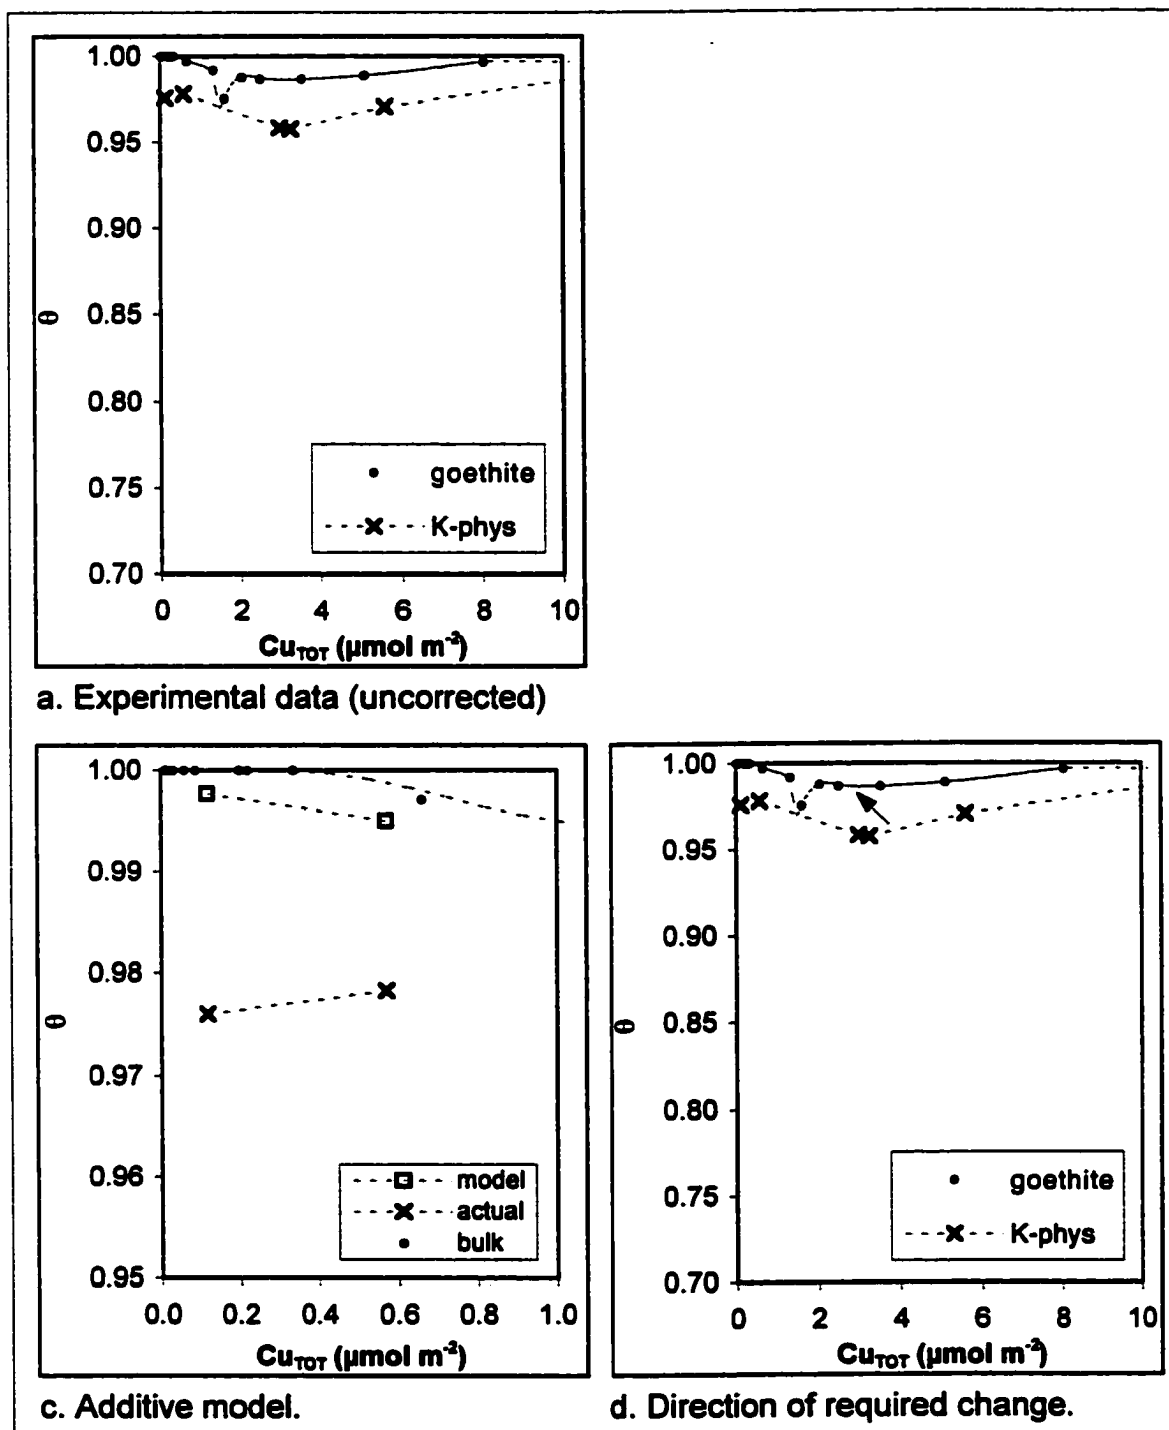 1.00
0.95
0.90
0.85
0.80
0.75
0.70
θ
goethite
K-phys
0 2 4 6 8 10
Cu_TOT (µmol m⁻²)
a. Experimental data (uncorrected)
1.00
0.99
0.98
0.97
0.96
0.95
θ
model
actual
bulk
0.0 0.2 0.4 0.6 0.8 1.0
Cu_TOT (µmol m⁻²)
c. Additive model.
1.00
0.95
0.90
0.85
0.80
0.75
0.70
θ
goethite
K-phys
0 2 4 6 8 10
Cu_TOT (µmol m⁻²)
d. Direction of required change.